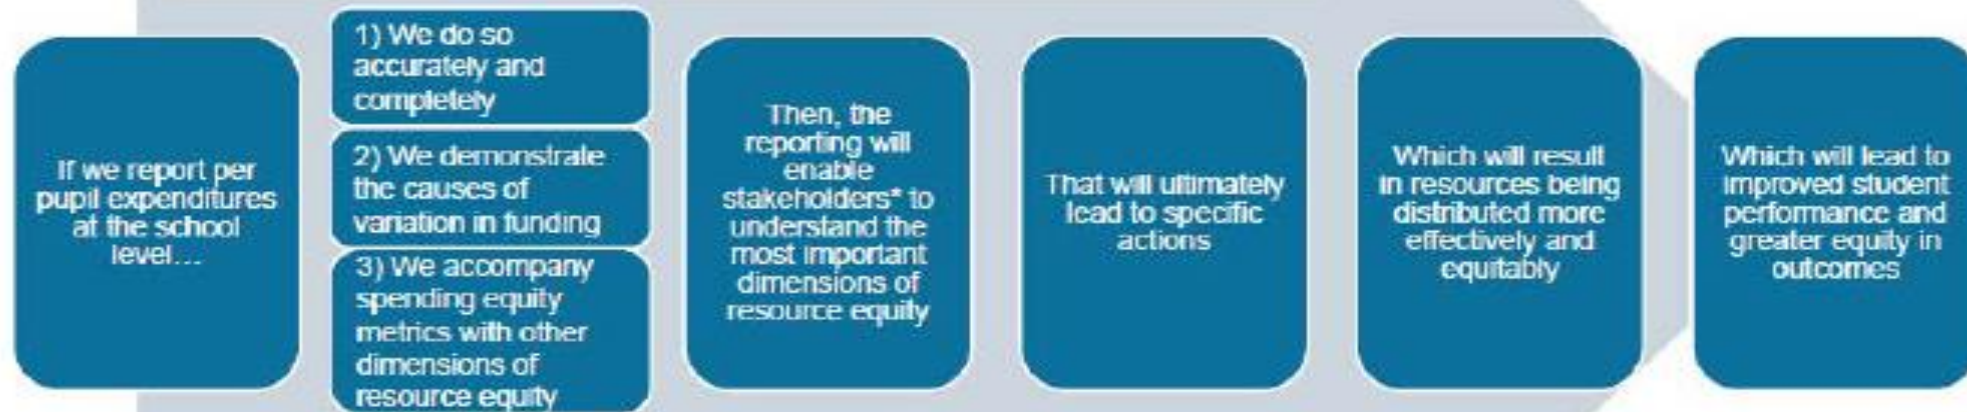 If we report per
pupil expenditures
at the school
level...
1) We do so
accurately and
completely
2) We demonstrate
the causes of
variation in funding
3) We accompany
spending equity
metrics with other
dimensions of
resource equity
Then, the
reporting will
enable
stakeholders* to
understand the
most important
dimensions of
resource equity
That will ultimately
lead to specific
actions
Which will result
in resources being
distributed more
effectively and
equitably
Which will lead to
improved student
performance and
greater equity in
outcomes